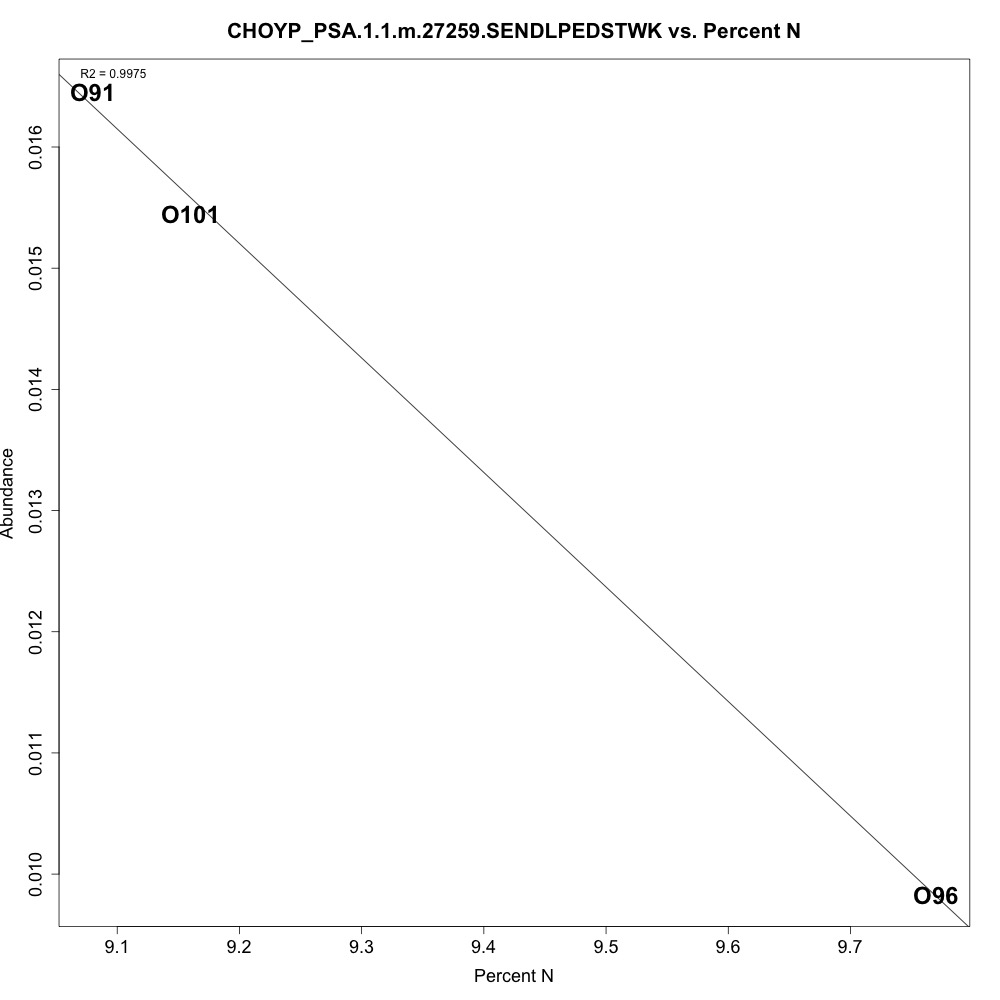 CHOYP_PSA.1.1.m.27259.SENDLPEDSTWK vs. Percent N
R2 = 0.9975
O91
O101
O96
Abundance
0.016
0.015
0.014
0.013
0.012
0.011
0.010
9.1 9.2 9.3 9.4 9.5 9.6 9.7
Percent N